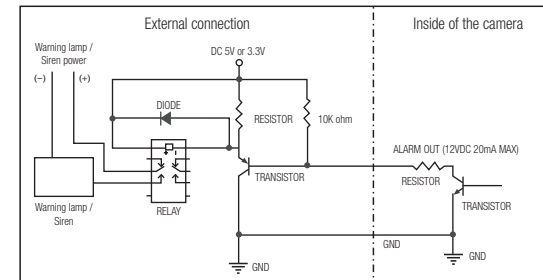 External connection
Inside of the camera
Warning lamp /
Siren power
(−)
(+)
DC 5V or 3.3V
DIODE
RESISTOR
10K ohm
ALARM OUT (12VDC 20mA MAX)
RESISTOR
TRANSISTOR
TRANSISTOR
Warning lamp /
Siren
RELAY
GND
GND
GND